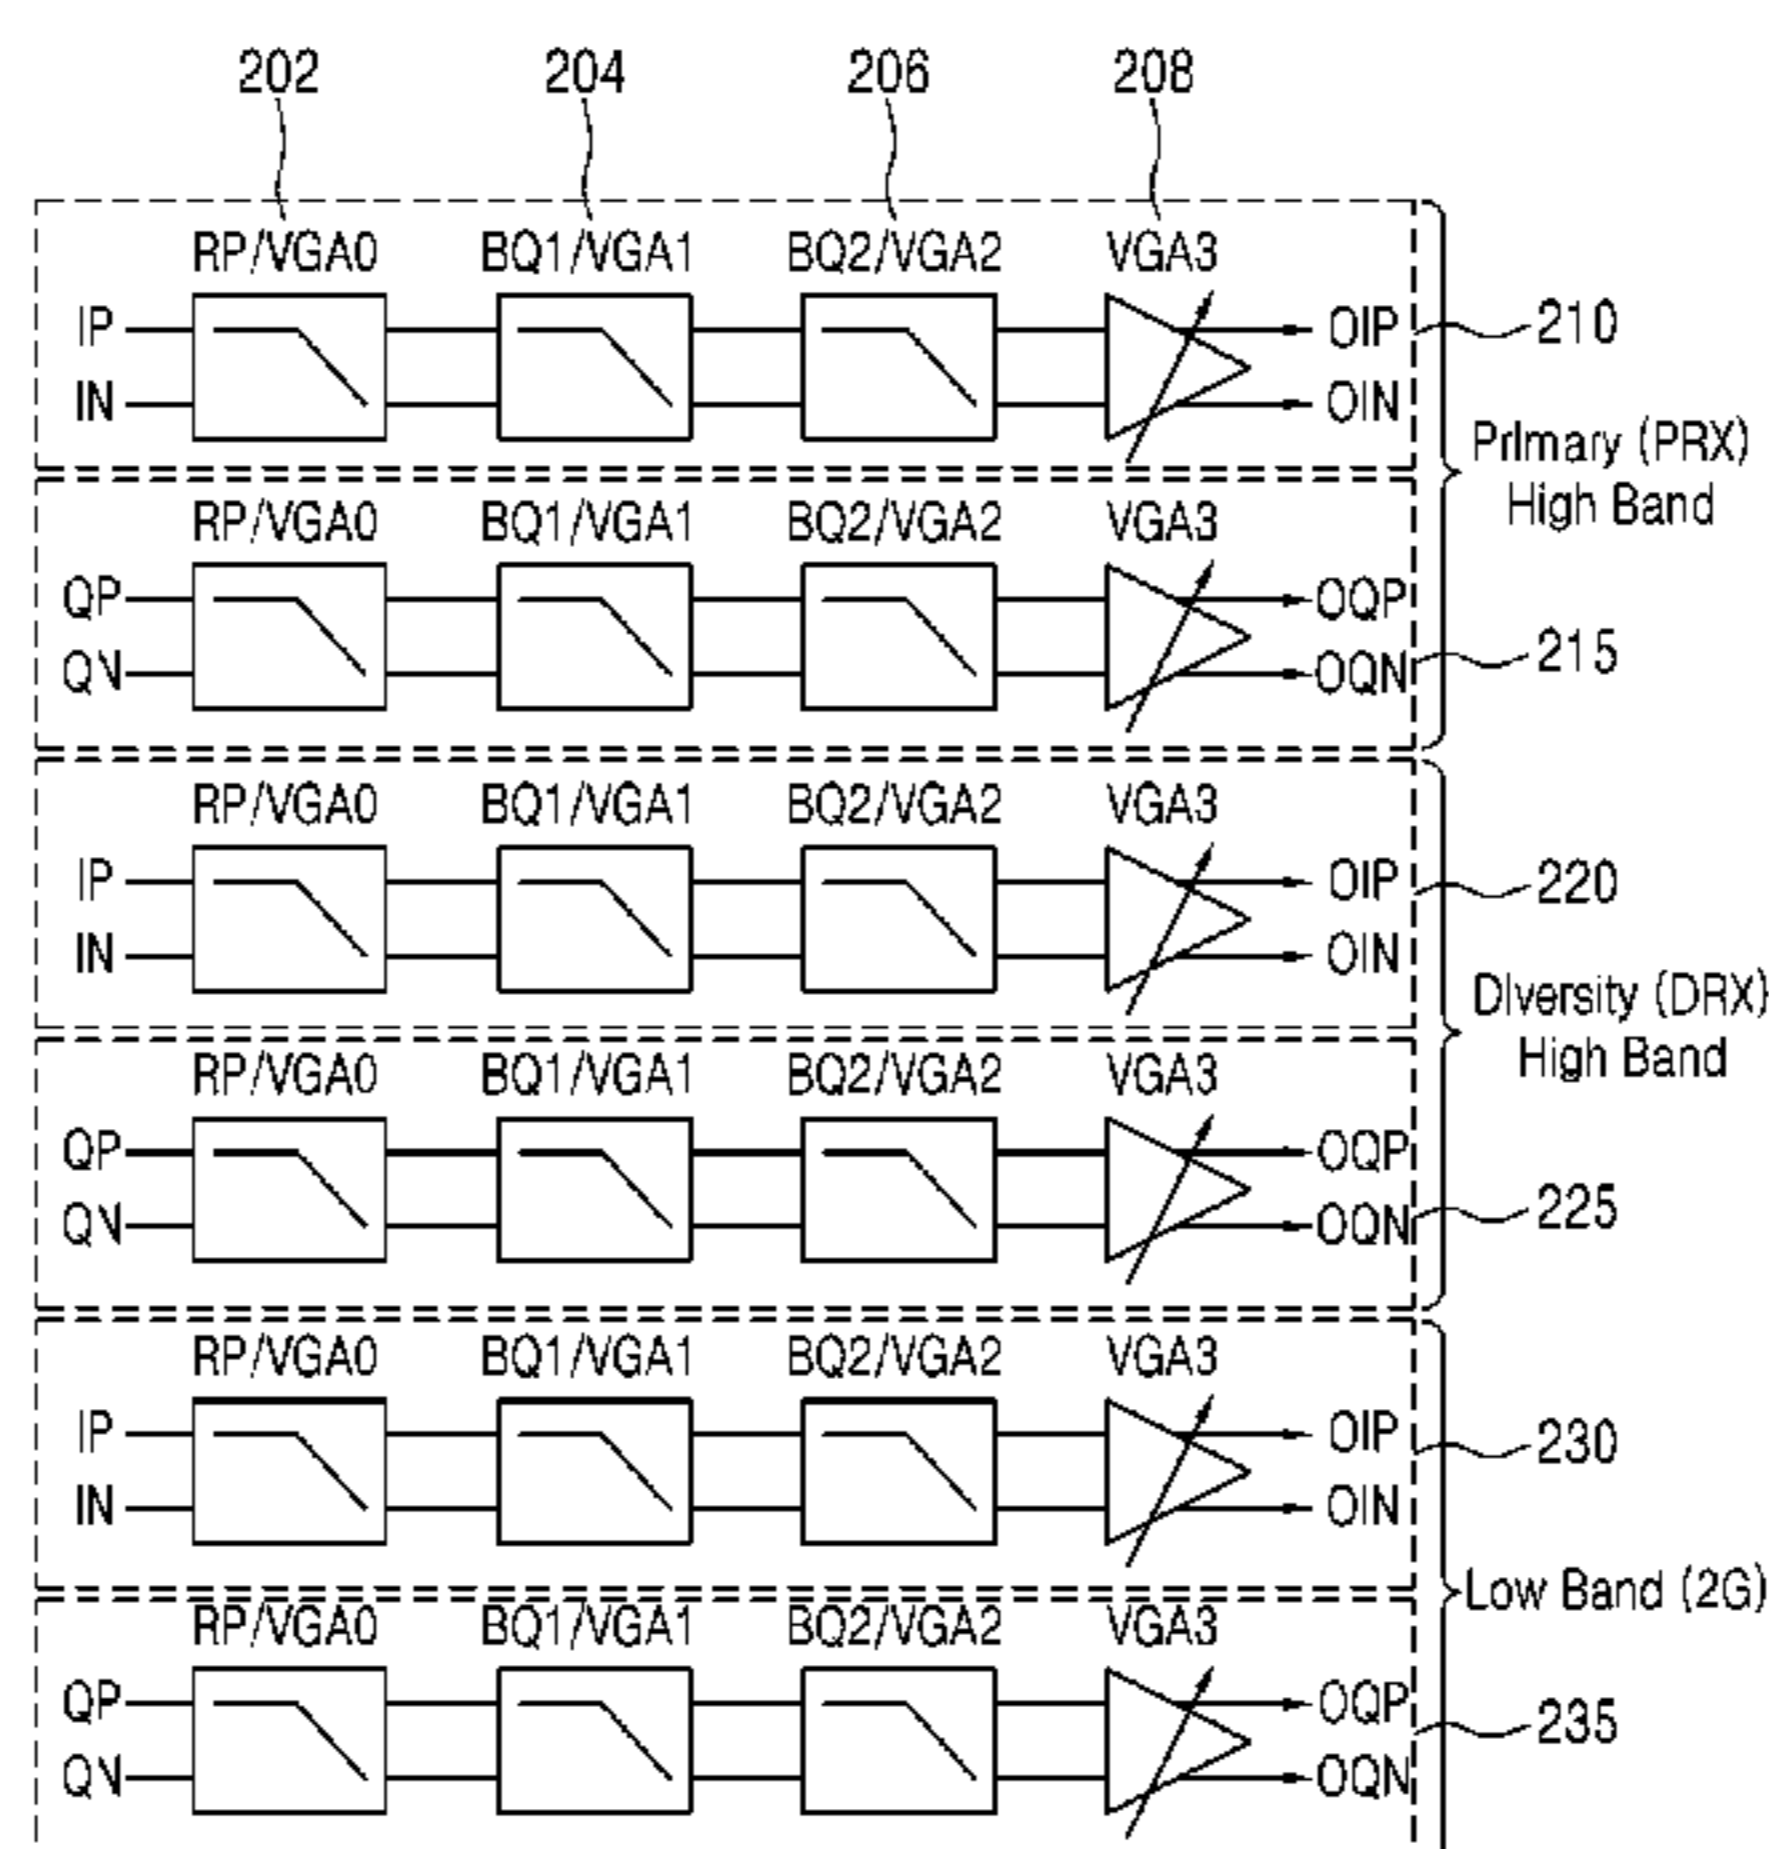 202 204 206 208
RP/VGA0 BQ1/VGA1 BQ2/VGA2 VGA3
IP OIP 210
IN OIN
Primary (PRX)
High Band
RP/VGA0 BQ1/VGA1 BQ2/VGA2 VGA3
QP OQP
QN OQN 215
RP/VGA0 BQ1/VGA1 BQ2/VGA2 VGA3
IP OIP 220
IN OIN
Diversity (DRX)
High Band
RP/VGA0 BQ1/VGA1 BQ2/VGA2 VGA3
QP OQP
QN OQN 225
RP/VGA0 BQ1/VGA1 BQ2/VGA2 VGA3
IP OIP 230
IN OIN
Low Band (2G)
RP/VGA0 BQ1/VGA1 BQ2/VGA2 VGA3
QP OQP 235
QN OQN